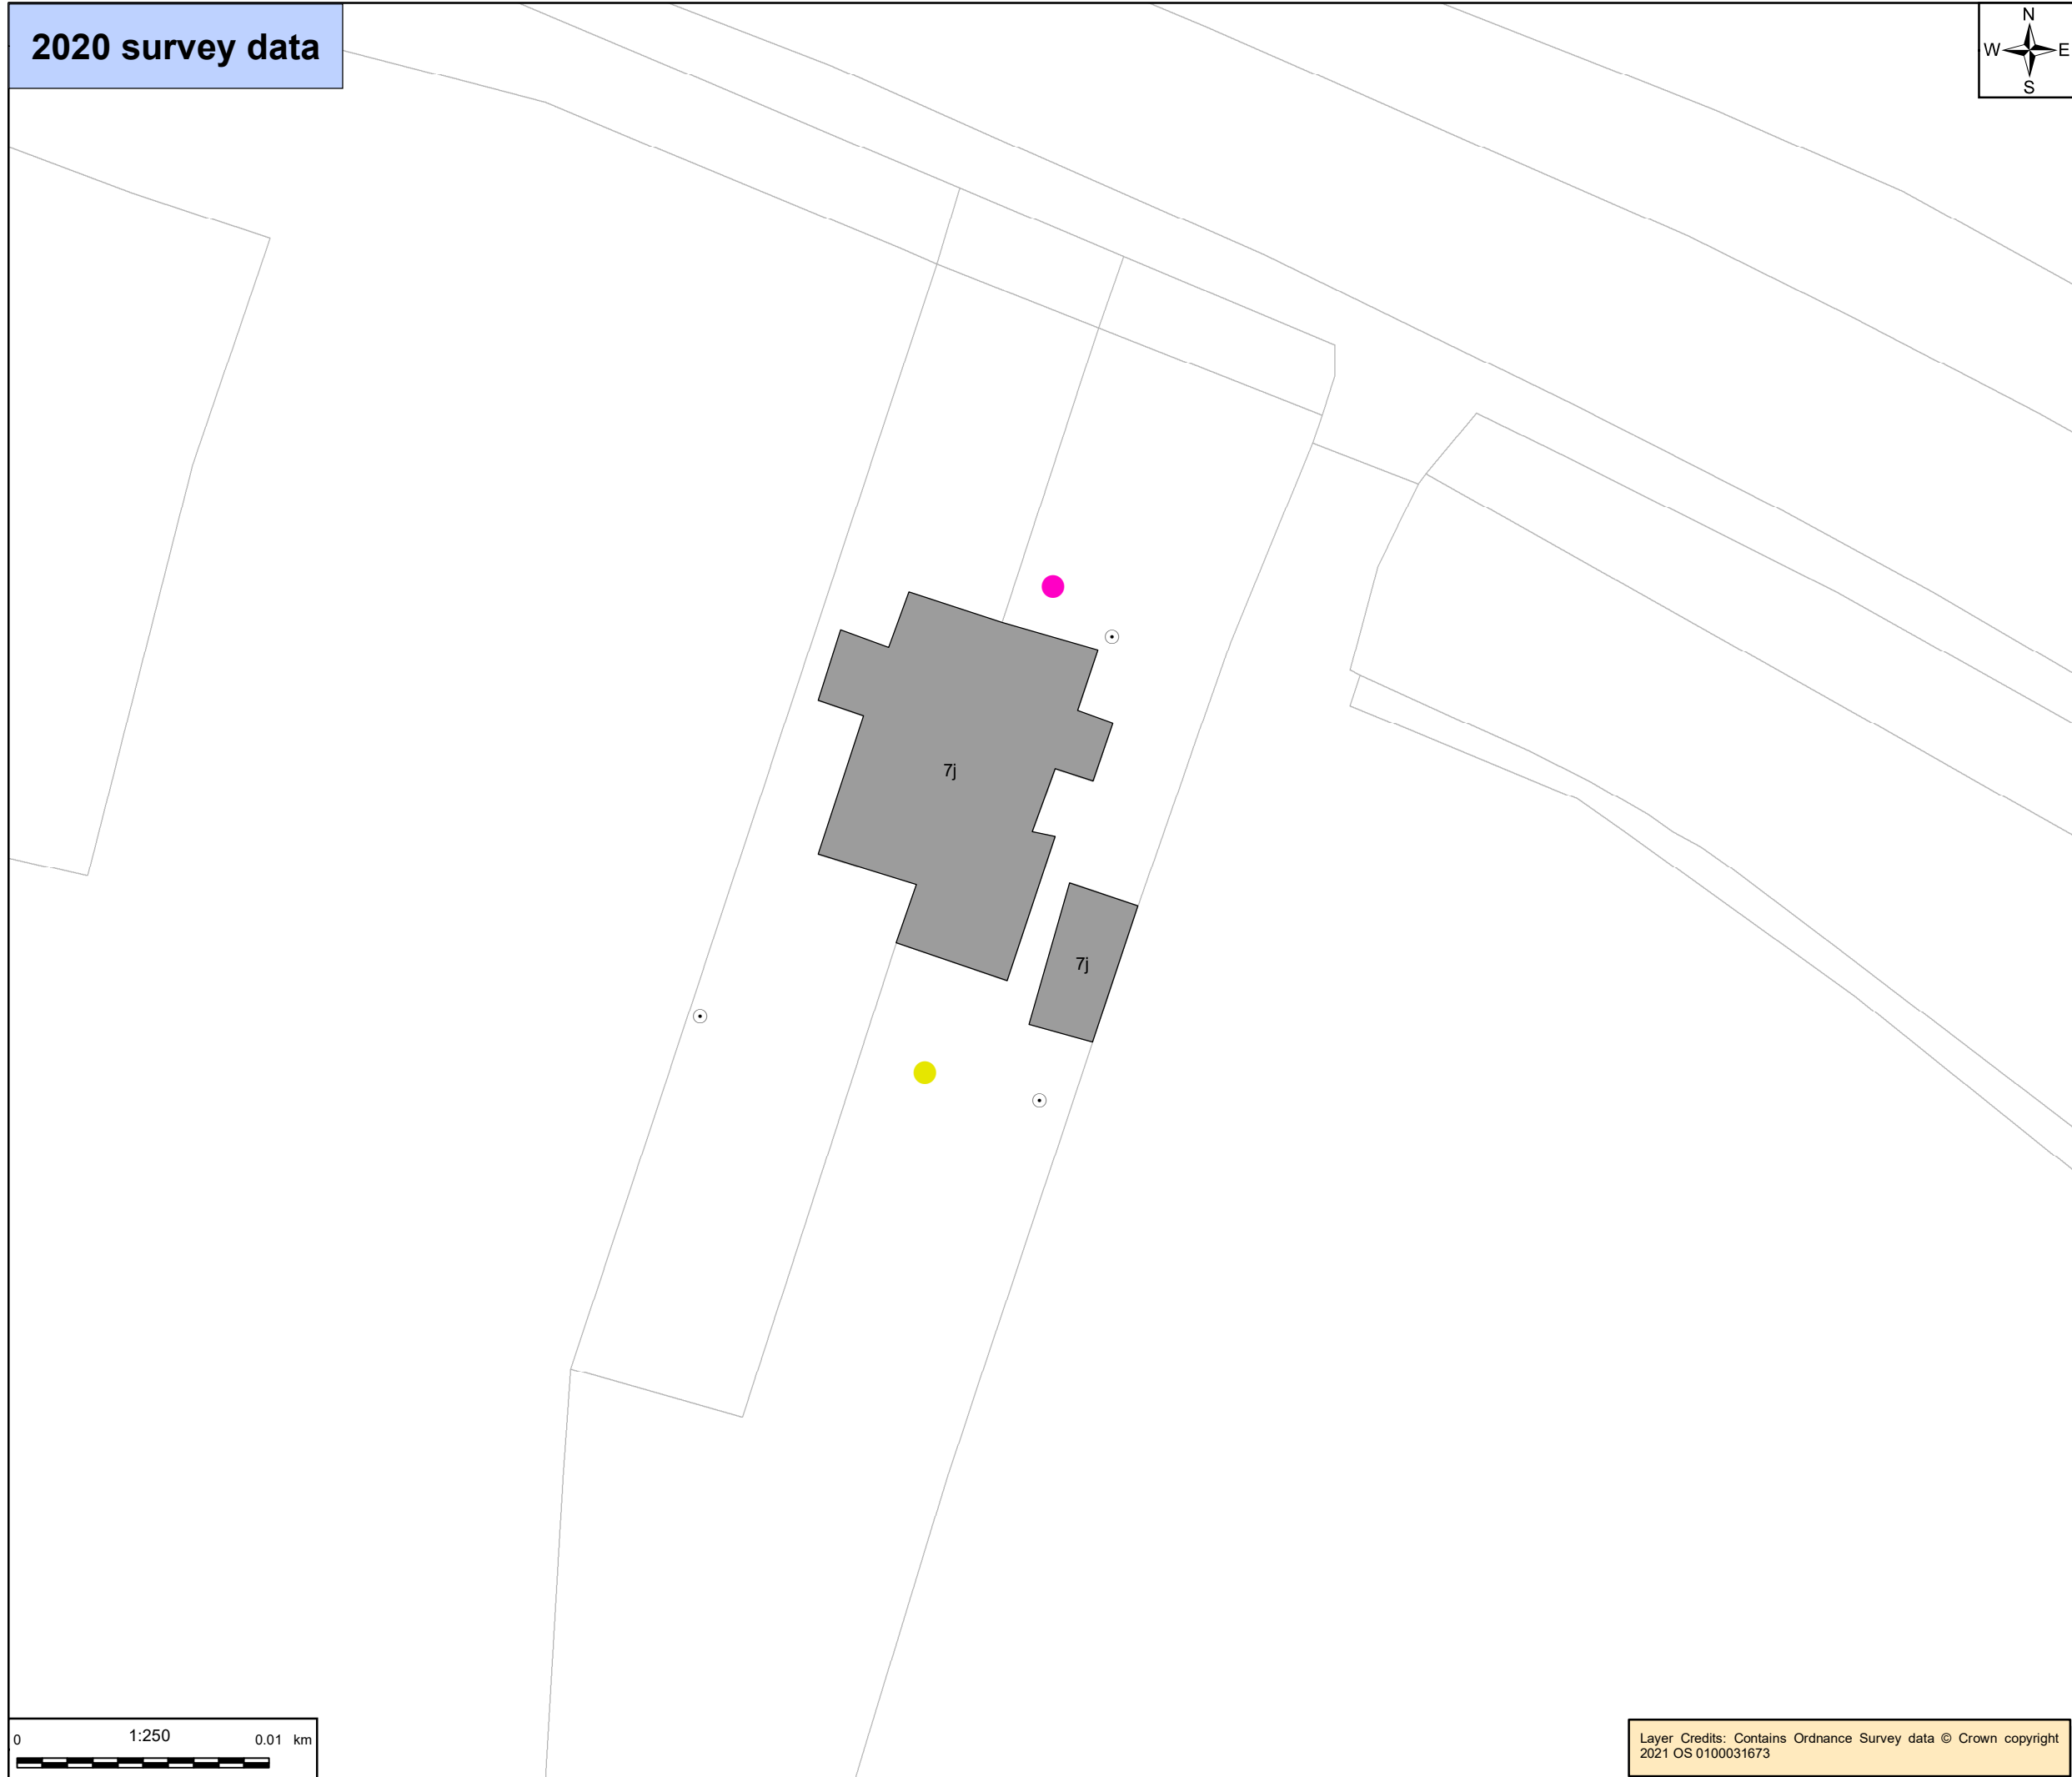 2020 survey data
N
W E
S
7j
7j
0 1:250 0.01 km
Layer Credits: Contains Ordnance Survey data © Crown copyright
2021 OS 0100031673